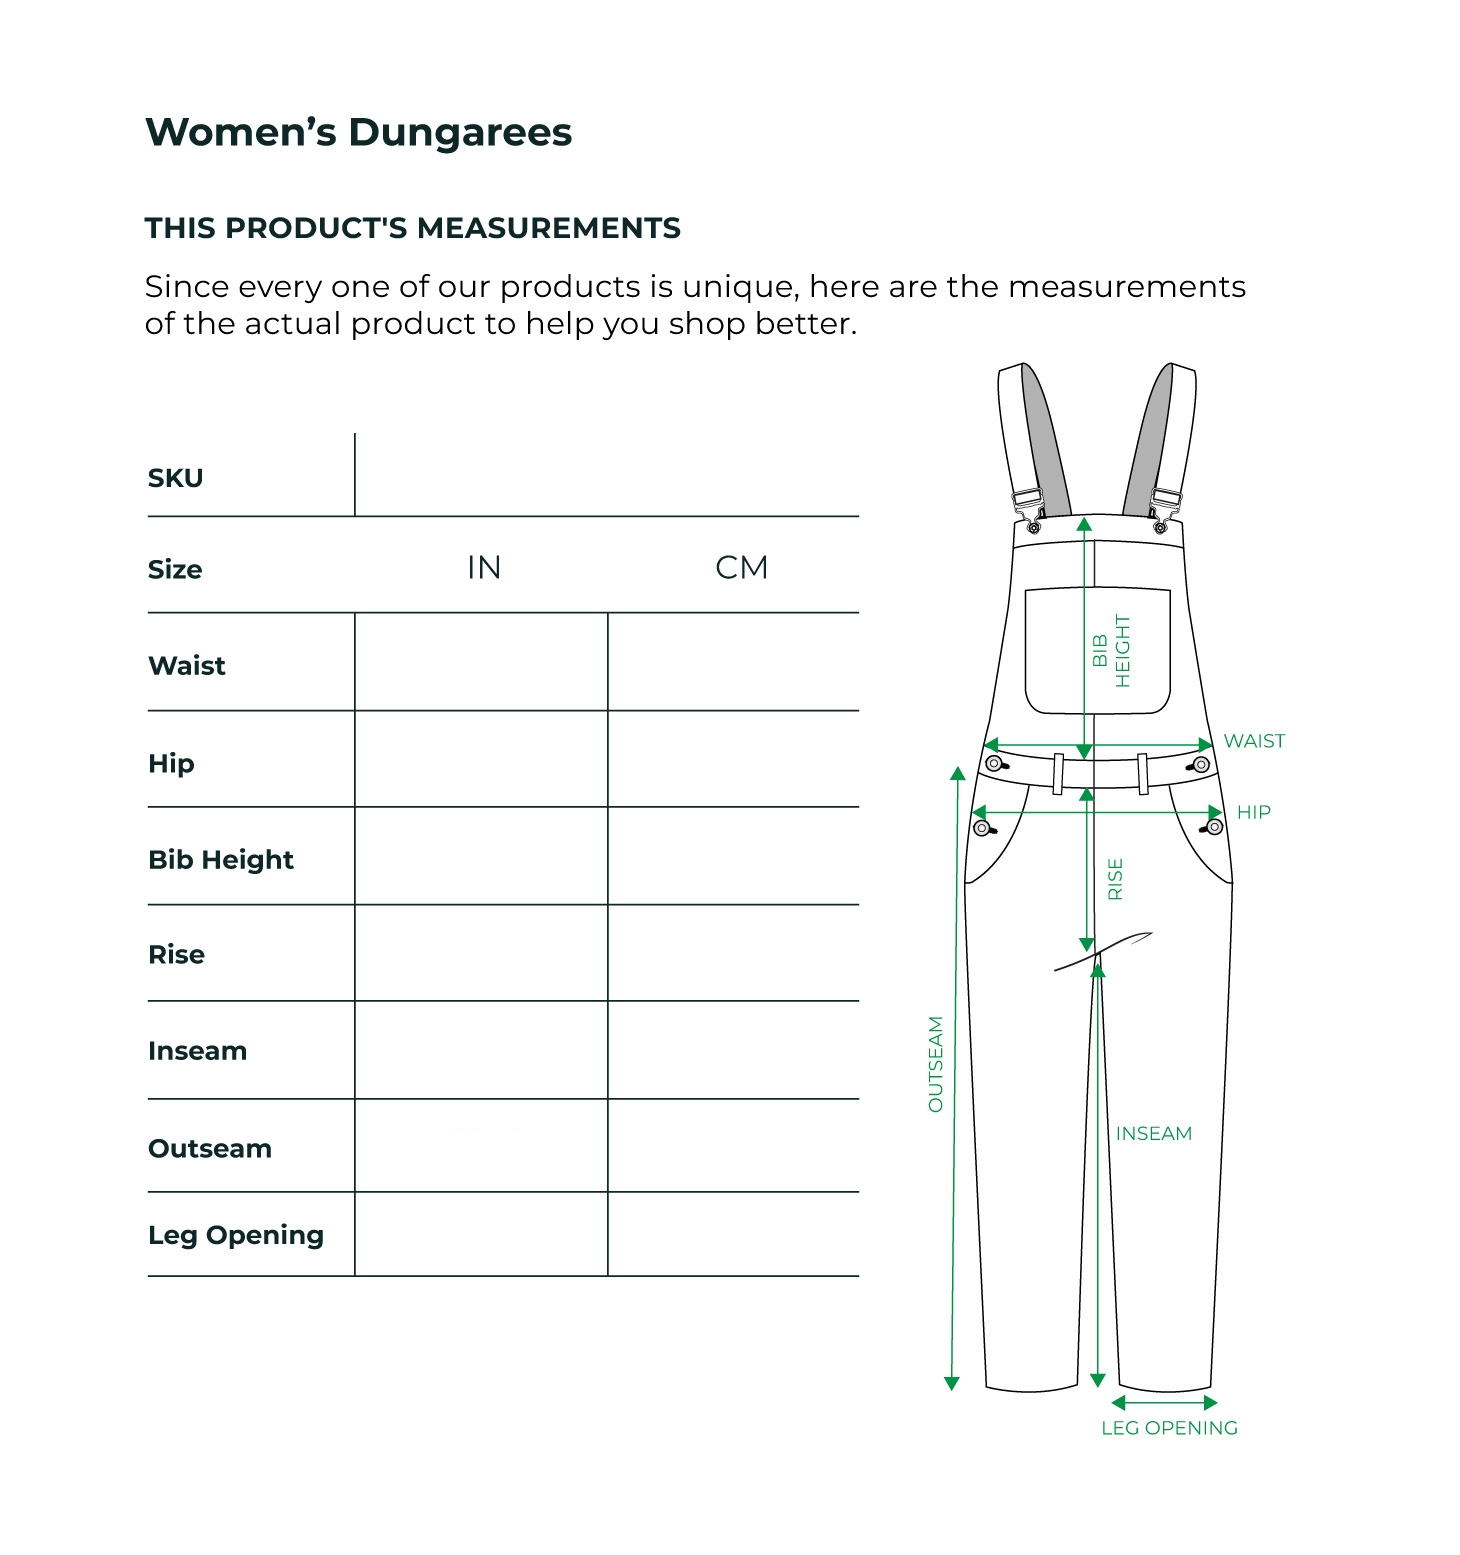 Women’s Dungarees
THIS PRODUCT'S MEASUREMENTS
Since every one of our products is unique, here are the measurements
of the actual product to help you shop better.
SKU
Size IN CM
Waist
Hip
Bib Height
Rise
Inseam
Outseam
Leg Opening
BIB
HEIGHT
WAIST
HIP
RISE
OUTSEAM
INSEAM
LEG OPENING